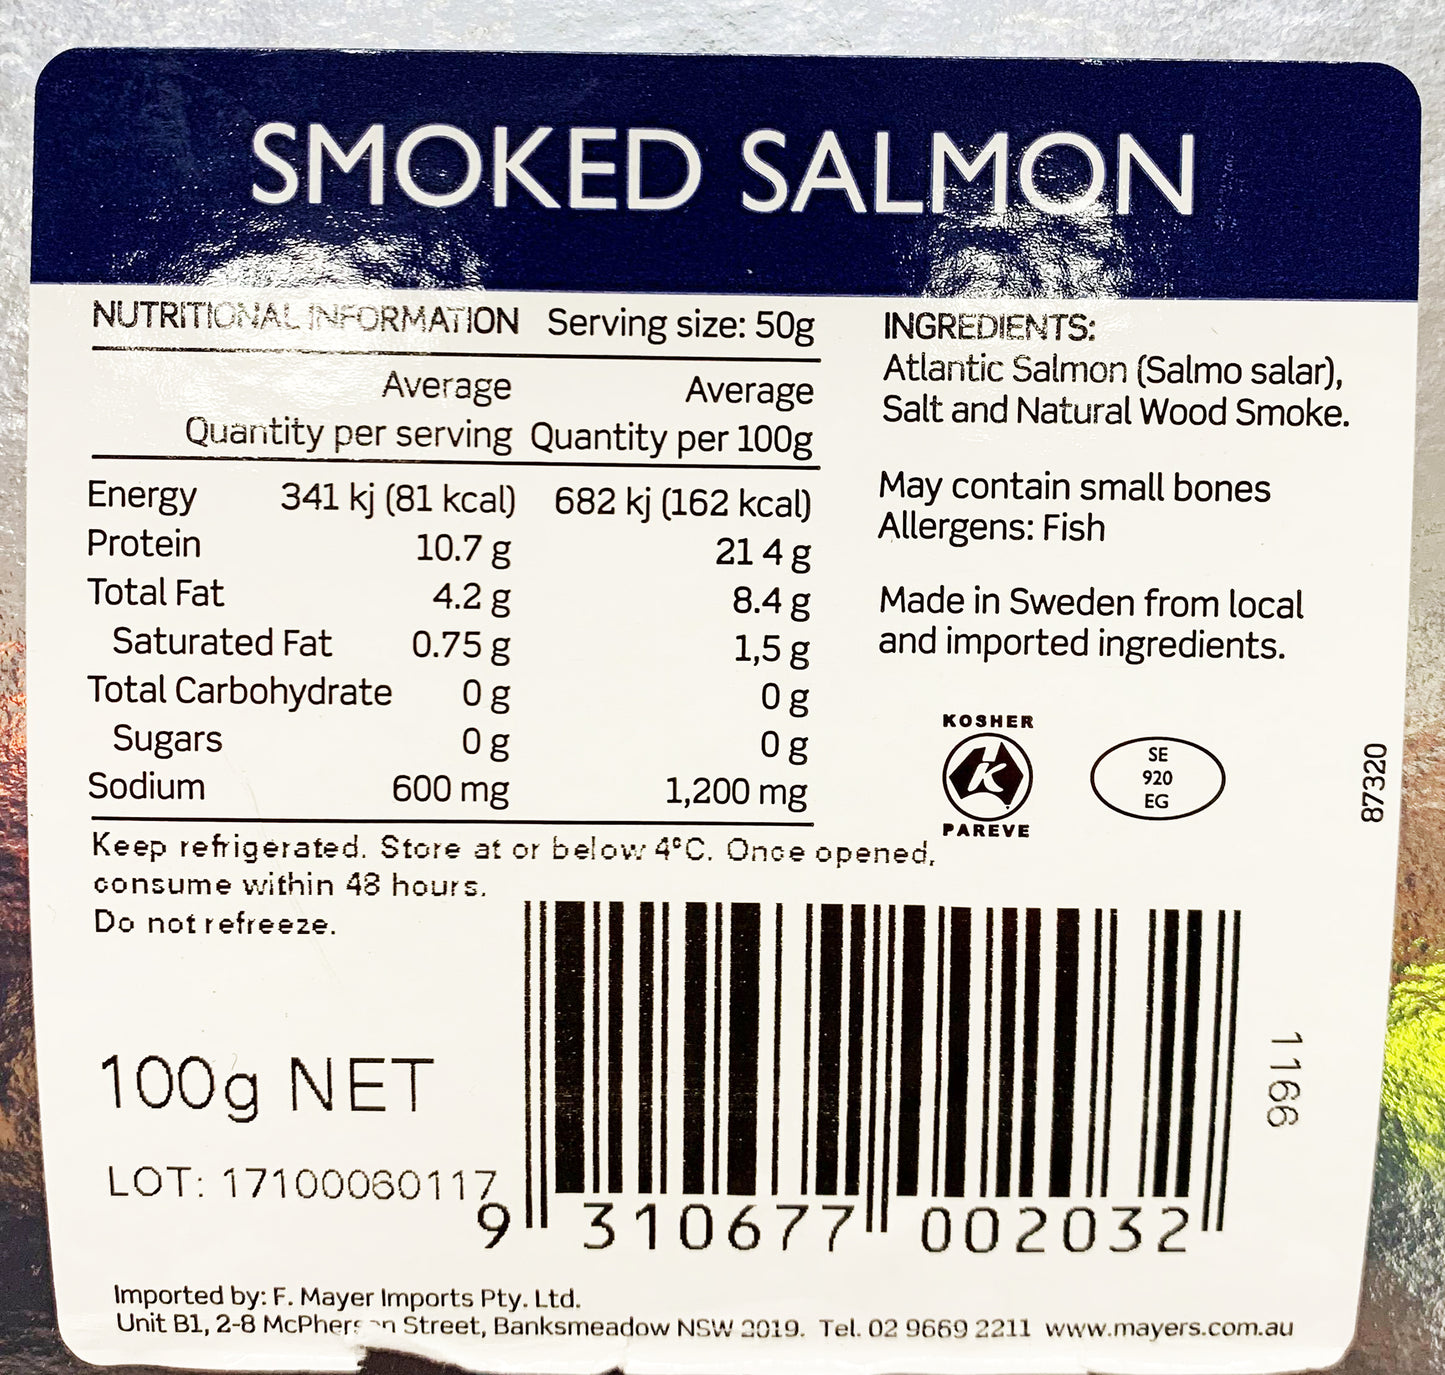 SMOKED SALMON
NUTRITIONAL INFORMATION Serving size: 50g
Average Average
Quantity per serving Quantity per 100g
Energy 341 kj (81 kcal) 682 kj (162 kcal)
Protein 10.7 g 21 4 g
Total Fat 4.2 g 8.4 g
Saturated Fat 0.75 g 1,5 g
Total Carbohydrate 0 g 0 g
Sugars 0 g 0 g
Sodium 600 mg 1,200 mg
Keep refrigerated. Store at or below 4°C. Once opened,
consume within 48 hours.
Do not refreeze.
INGREDIENTS:
Atlantic Salmon (Salmo salar),
Salt and Natural Wood Smoke.
May contain small bones
Allergens: Fish
Made in Sweden from local
and imported ingredients.
KOSHER
K
PAREVE
SE
920
EG
87320
100g NET
LOT: 17100060117
9 310677 002032
1166
Imported by: F. Mayer Imports Pty. Ltd.
Unit B1, 2-8 Street, Banksmeadow NSW 2019. Tel. 02 9669 2211 www.mayers.com.au